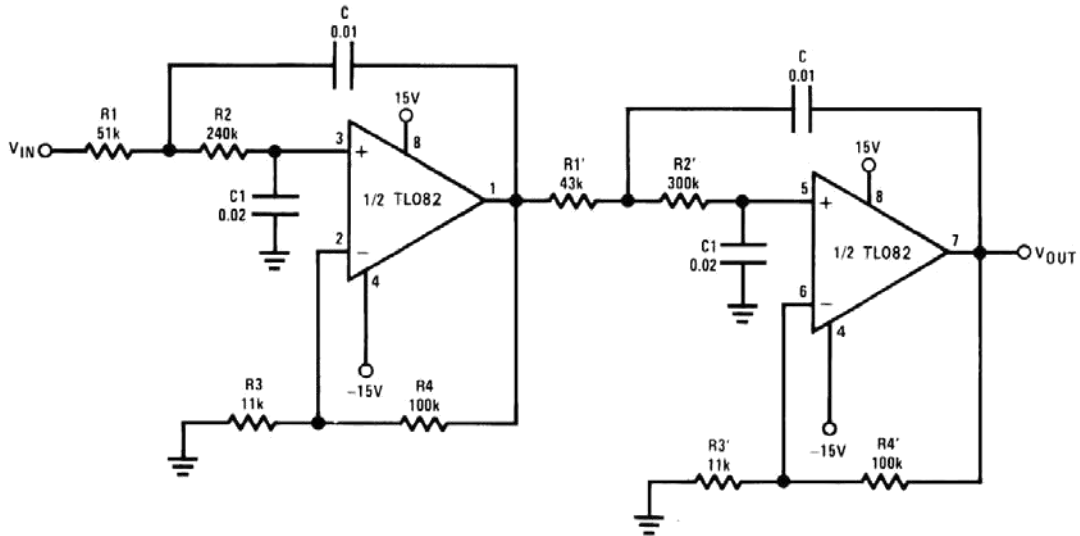 C
0.01
R1
51k
R2
240k
VIN
C1
0.02
15V
8
3
+
1/2 TL082
1
2
−
4
−15V
R3
11k
R4
100k
C
0.01
R1'
43k
R2'
300k
C1
0.02
15V
8
5
+
1/2 TL082
7
VOUT
6
−
4
−15V
R3'
11k
R4'
100k